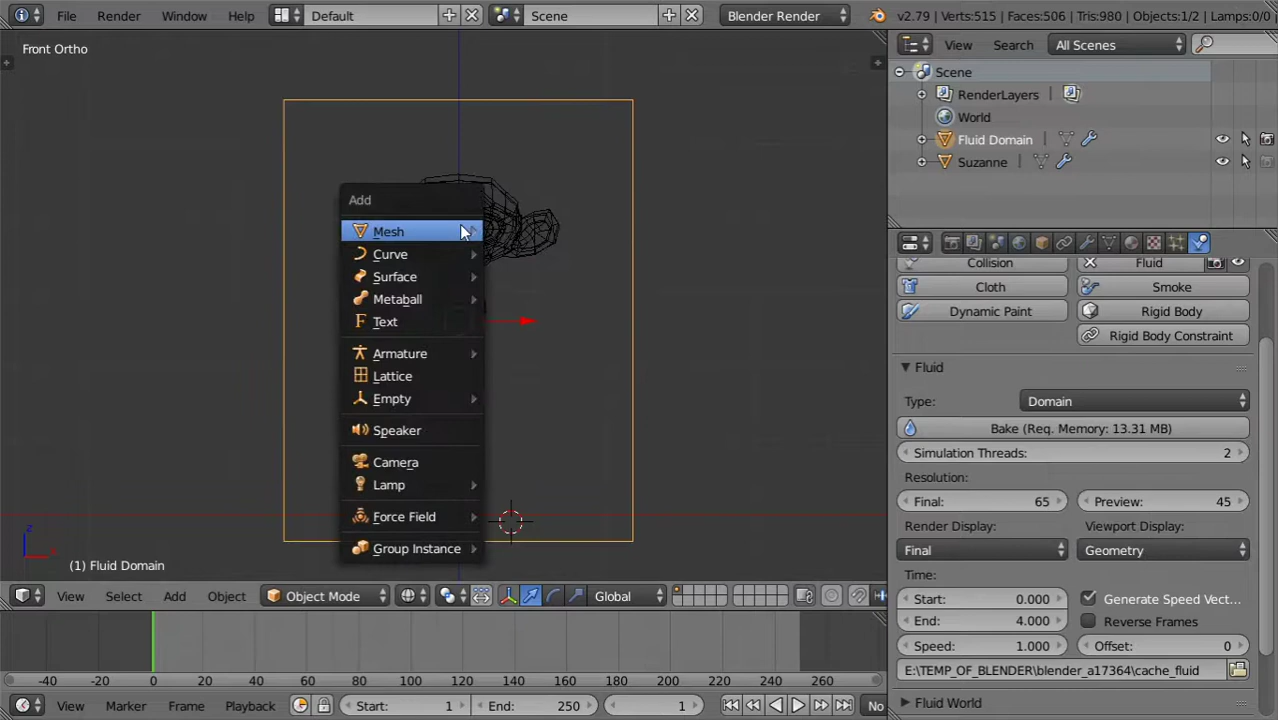 File Render Window Help Default Scene Blender Render v2.79 | Verts:515 | Faces:506 | Tris:980 | Objects:1/2 | Lamps:0/0
Front Ortho
View Search All Scenes
Scene
RenderLayers
World
Fluid Domain
Suzanne
Add
Mesh
Curve
Surface
Metaball
Text
Armature
Lattice
Empty
Speaker
Camera
Lamp
Force Field
Group Instance
z
(1) Fluid Domain
Collision Fluid
Cloth Smoke
Dynamic Paint Rigid Body
Rigid Body Constraint
Fluid
Type: Domain
Bake (Req. Memory: 13.31 MB)
Simulation Threads: 2
Resolution:
Final: 65 Preview: 45
Render Display: Viewport Display:
Final Geometry
Time:
Start: 0.000 Generate Speed Vect...
End: 4.000 Reverse Frames
Speed: 1.000 Offset: 0
E:\TEMP_OF_BLENDER\blender_a17364\cache_fluid
Fluid World
View Select Add Object Object Mode Global
-40 -20 0 20 40 60 80 100 120 140 160 180 200 220 240 260
View Marker Frame Playback Start: 1 End: 250 1 No